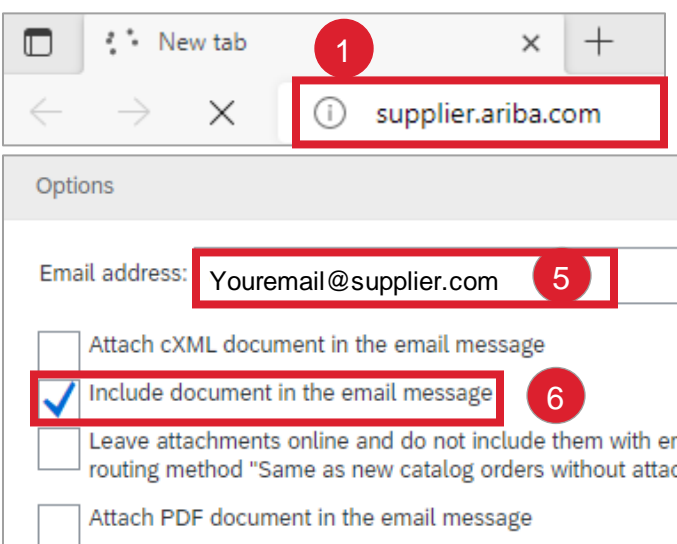 New tab
1
supplier.ariba.com
Options
Email address:
Youremail@supplier.com
5
Attach cXML document in the email message
Include document in the email message
6
Leave attachments online and do not include them with
routing method "Same as new catalog orders without
Attach PDF document in the email message